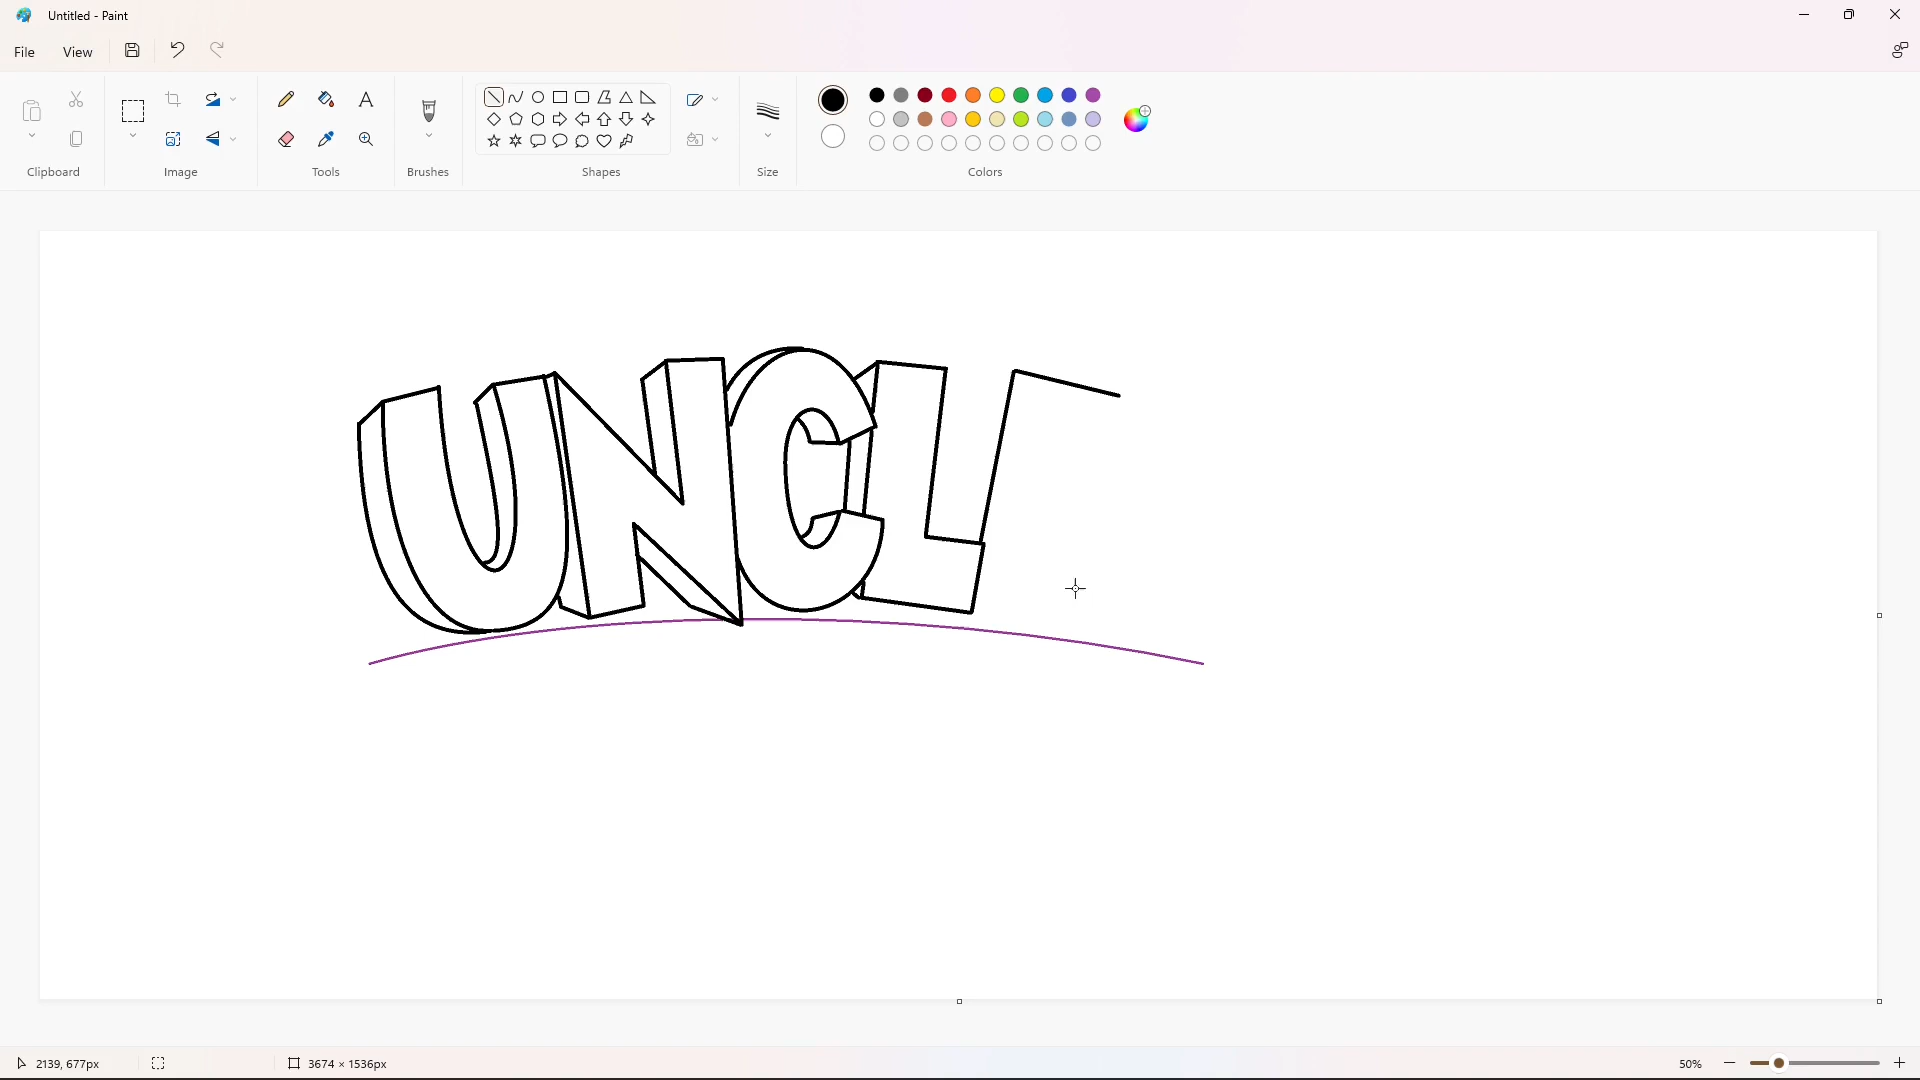 Untitled - Paint
File View
Clipboard Image Tools Brushes Shapes Size Colors
UNCL
2139, 677px 3674 × 1536px 50%